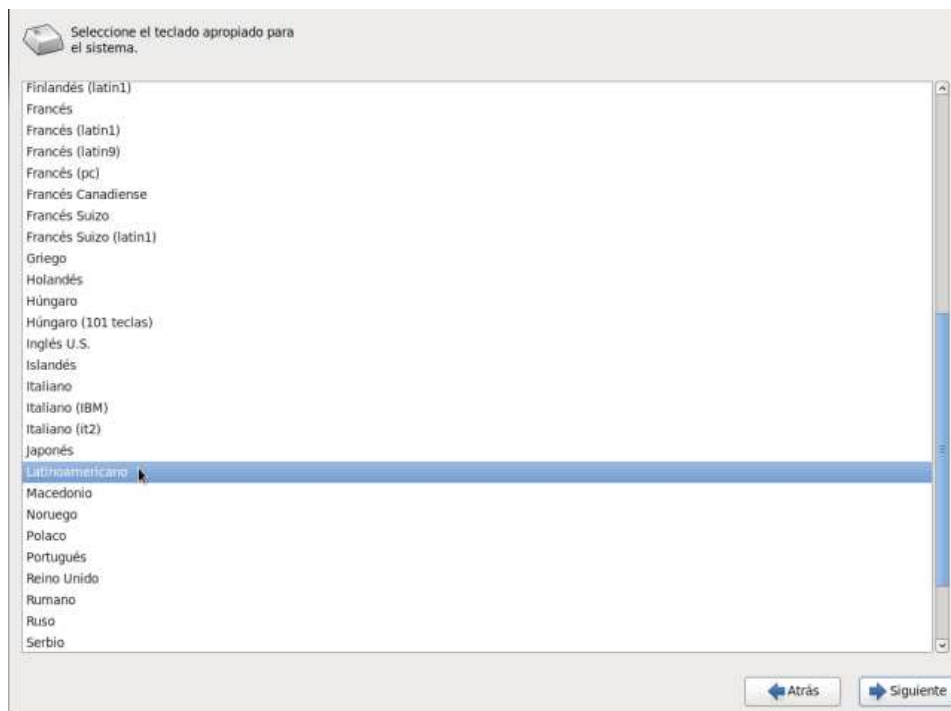 Seleccione el teclado apropiado para
el sistema.
Finlandés (latin1)
Francés
Francés (latin1)
Francés (latin9)
Francés (pc)
Francés Canadiense
Francés Suizo
Francés Suizo (latin1)
Griego
Holandés
Húngaro
Húngaro (101 teclas)
Inglés U.S.
Islandés
Italiano
Italiano (IBM)
Italiano (it2)
Japonés
Latinoamericano
Macedonio
Noruego
Polaco
Portugués
Reino Unido
Rumano
Ruso
Serbio
Atrás
Siguiente